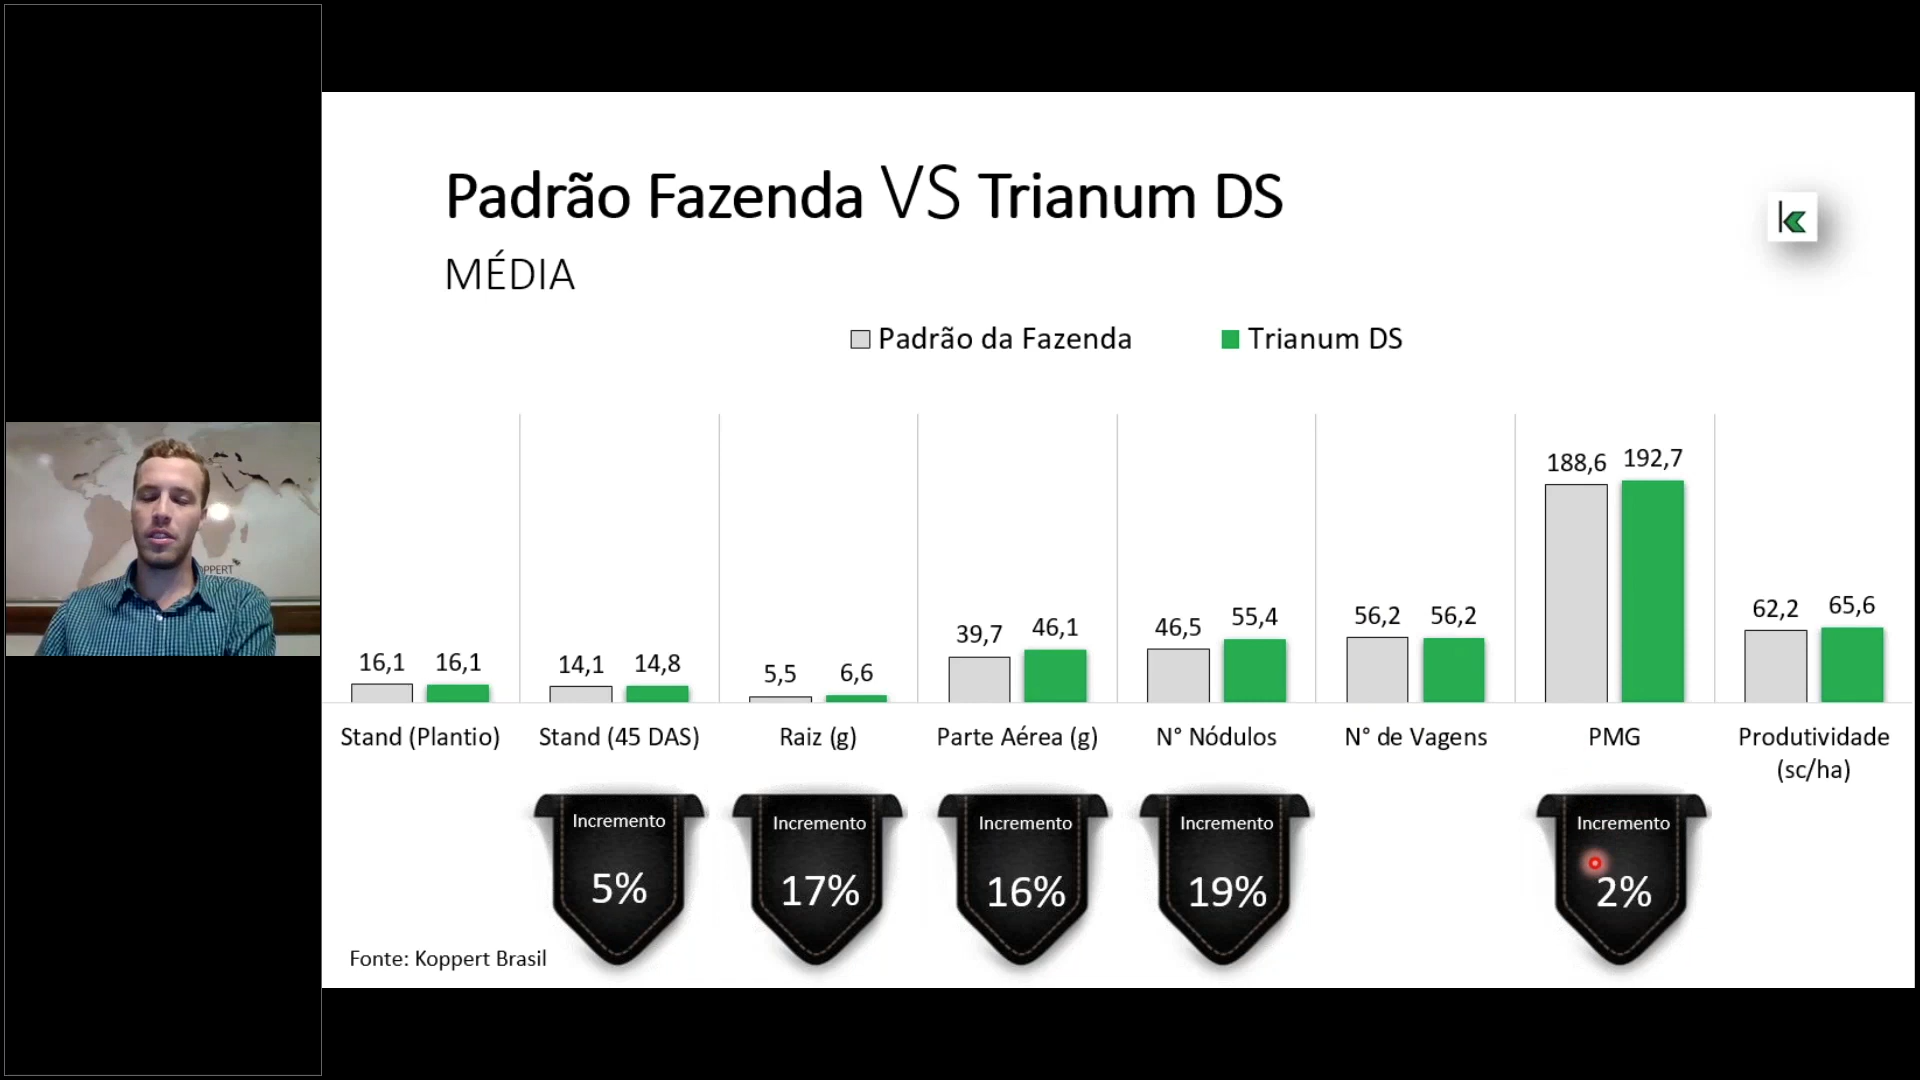 Padrão Fazenda VS Trianum DS
MÉDIA
Padrão da Fazenda Trianum DS
16,1 16,1 14,1 14,8 5,5 6,6 39,7 46,1 46,5 55,4 56,2 56,2 188,6 192,7 62,2 65,6
Stand (Plantio) Stand (45 DAS) Raiz (g) Parte Aérea (g) N° Nódulos N° de Vagens PMG Produtividade
(sc/ha)
Incremento Incremento Incremento Incremento Incremento
5% 17% 16% 19% 2%
Fonte: Koppert Brasil
PPERT